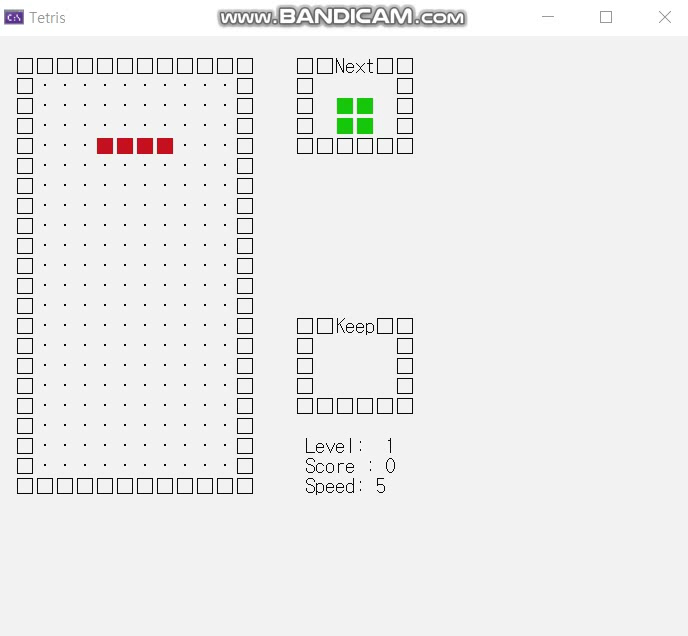 Tetris
www.BANDICAM.com
Next
Keep
Level: 1
Score : 0
Speed: 5